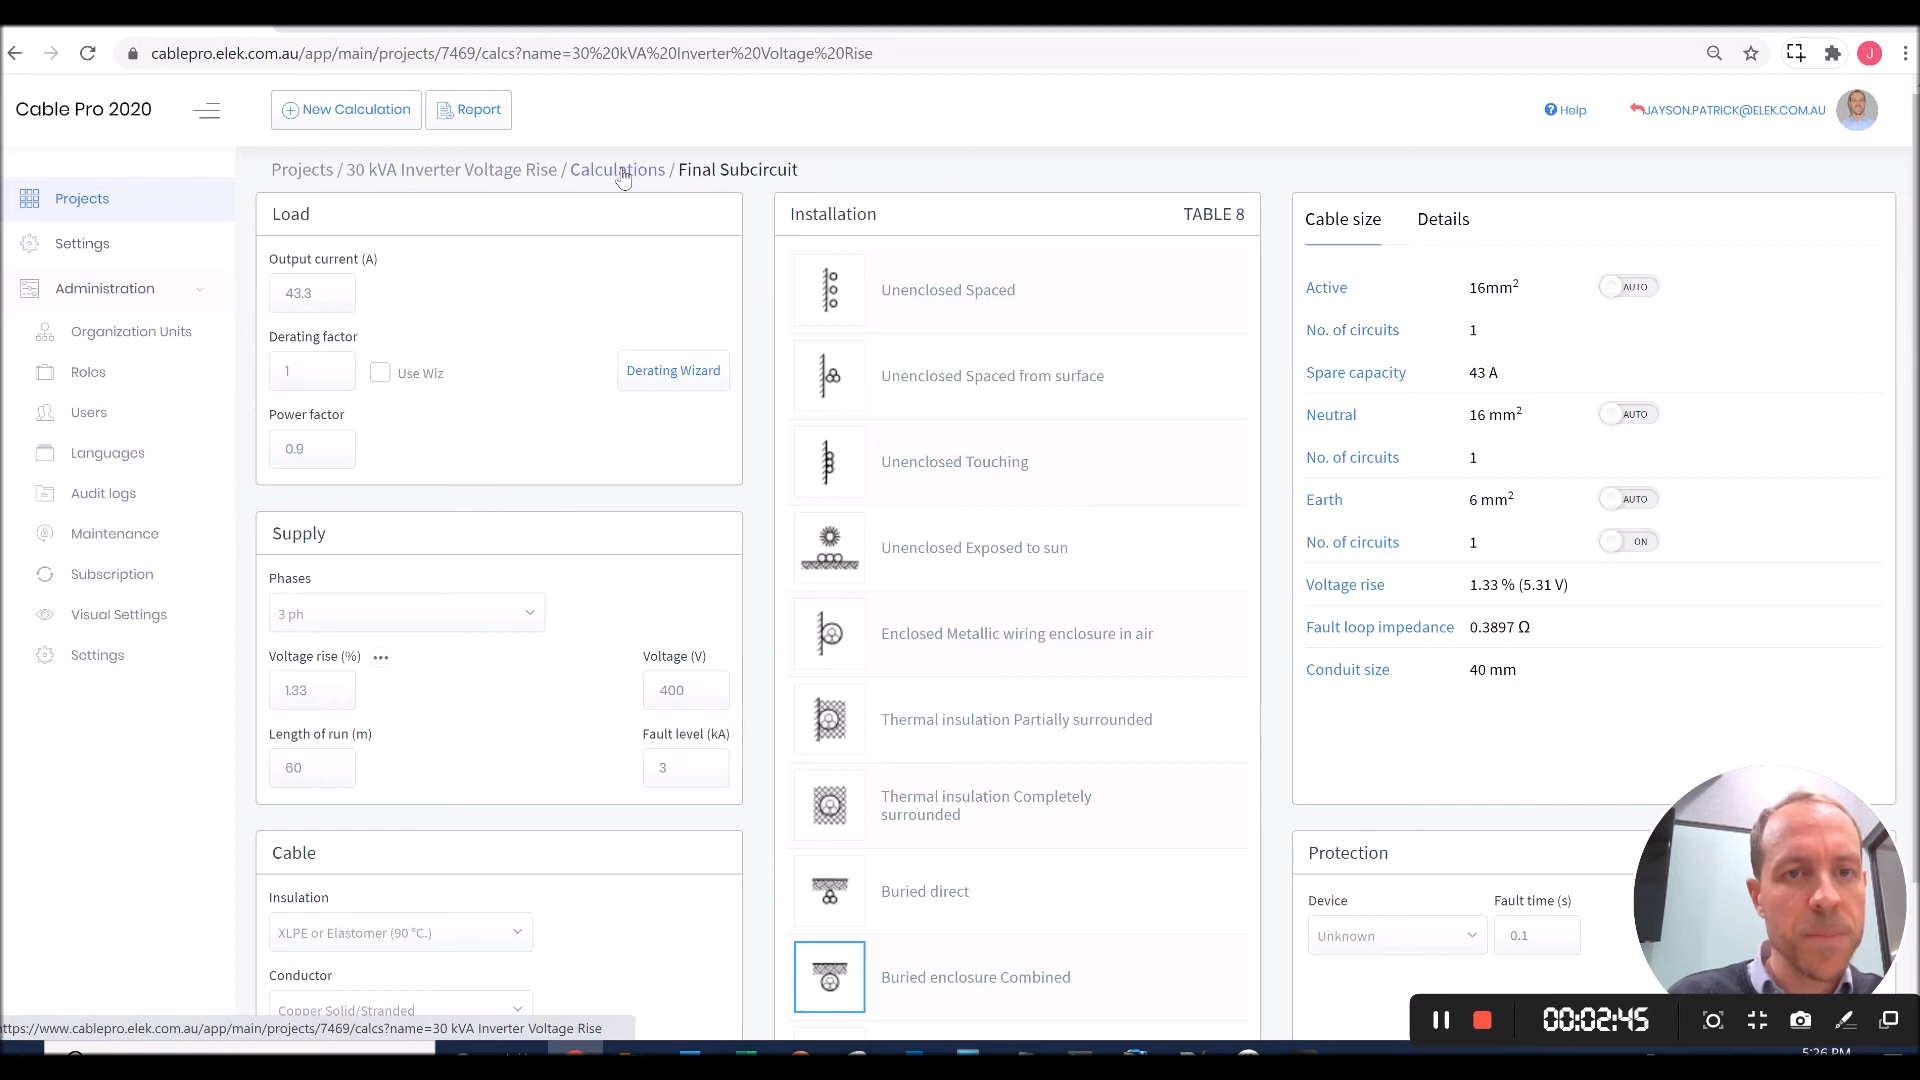 cablepro.elek.com.au/app/main/projects/7469/calcs?name=30%20kVA%20Inverter%20Voltage%20Rise
J
Cable Pro 2020
New Calculation
Report
Help
JAYSON.PATRICK@ELEK.COM.AU
Projects / 30 kVA Inverter Voltage Rise / Calculations / Final Subcircuit
Projects
Settings
Administration
Organization Units
Roles
Users
Languages
Audit logs
Maintenance
Subscription
Visual Settings
Settings
Load
Output current (A)
43.3
Derating factor
1
Use Wiz
Derating Wizard
Power factor
0.9
Supply
Phases
3 ph
Voltage rise (%) •••
Voltage (V)
1.33
400
Length of run (m)
Fault level (kA)
60
3
Cable
Insulation
XLPE or Elastomer (90 °C.)
Conductor
Copper Solid/Stranded
Installation
TABLE 8
Unenclosed Spaced
Unenclosed Spaced from surface
Unenclosed Touching
Unenclosed Exposed to sun
Enclosed Metallic wiring enclosure in air
Thermal insulation Partially surrounded
Thermal insulation Completely
surrounded
Buried direct
Buried enclosure Combined
Cable size
Details
Active 16mm² AUTO
No. of circuits 1
Spare capacity 43 A
Neutral 16 mm² AUTO
No. of circuits 1
Earth 6 mm² AUTO
No. of circuits 1 ON
Voltage rise 1.33 % (5.31 V)
Fault loop impedance 0.3897 Ω
Conduit size 40 mm
Protection
Device
Fault time (s)
Unknown
0.1
https://www.cablepro.elek.com.au/app/main/projects/7469/calcs?name=30 kVA Inverter Voltage Rise
00:02:45
5:26 PM